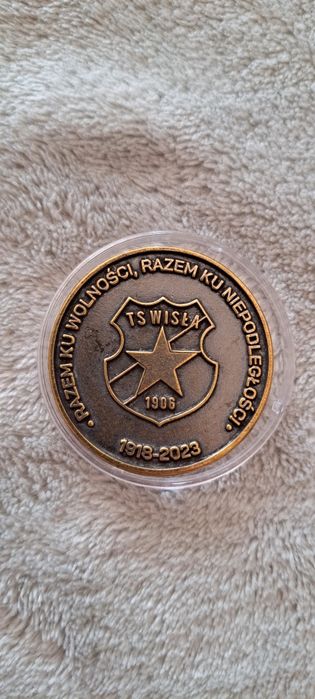 • RAZEM KU WOLNOŚCI, RAZEM KU NIEPODLEGŁOŚCI •
TS WISŁA
1906
1918-2023